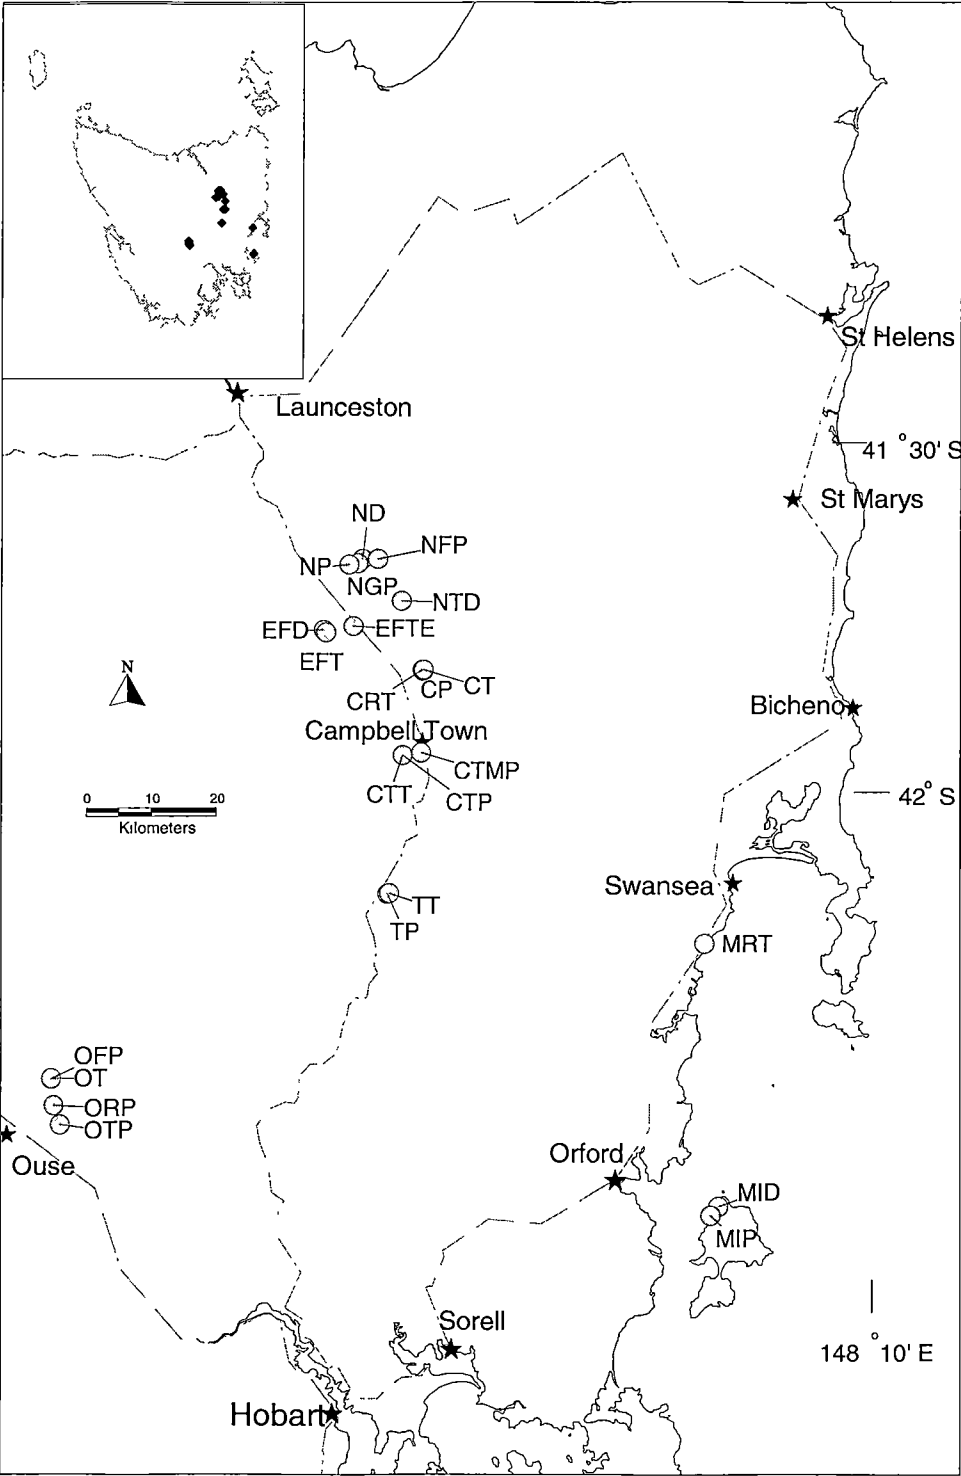 St Helens
Launceston
41 °30' S
St Marys
ND
NFP
NP
NGP
NTD
EFD
EFTE
EFT
N
CT
CP
CRT
Bicheno
Campbell Town
CTMP
CTT
CTP
0 10 20
Kilometers
42° S
Swansea
TT
TP
MRT
OFP
OT
ORP
OTP
Ouse
Orford
MID
MIP
Sorell
148 ° 10' E
Hobart